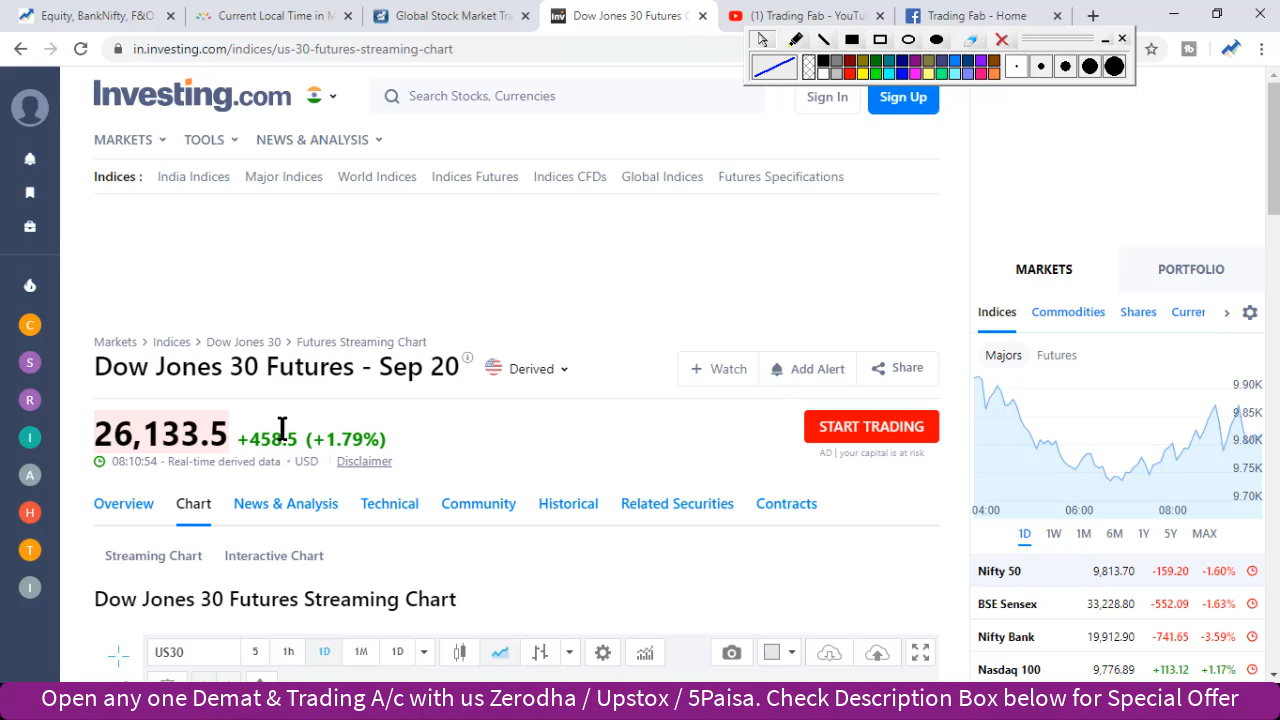 Equity, BankNifty, F&O
Current Local Time in M
Global Stock Market Tra
Dow Jones 30 Futures C
(1) Trading Fab - YouTu
Trading Fab - Home
in.investing.com/indices/us-30-futures-streaming-chart
Investing.com
Search Stocks, Currencies
Sign In
Sign Up
MARKETS
TOOLS
NEWS & ANALYSIS
Indices :
India Indices
Major Indices
World Indices
Indices Futures
Indices CFDs
Global Indices
Futures Specifications
Markets
Indices
Dow Jones 30
Futures Streaming Chart
Dow Jones 30 Futures - Sep 20
Derived
+ Watch
Add Alert
Share
26,133.5
+458.5 (+1.79%)
08:10:54 - Real-time derived data
USD
Disclaimer
START TRADING
AD | your capital is at risk
Overview
Chart
News & Analysis
Technical
Community
Historical
Related Securities
Contracts
Streaming Chart
Interactive Chart
Dow Jones 30 Futures Streaming Chart
US30
5
1h
1D
1M
1D
C
S
R
I
A
H
T
I
MARKETS
PORTFOLIO
Indices
Commodities
Shares
Currer
Majors
Futures
9.90K
9.85K
9.80K
9.75K
9.70K
04:00
06:00
08:00
1D
1W
1M
6M
1Y
5Y
MAX
Nifty 50 9,813.70 -159.20 -1.60%
BSE Sensex 33,228.80 -552.09 -1.63%
Nifty Bank 19,912.90 -741.65 -3.59%
Nasdaq 100 9,776.89 +113.12 +1.17%
Open any one Demat & Trading A/c with us Zerodha / Upstox / 5Paisa. Check Description Box below for Special Offer